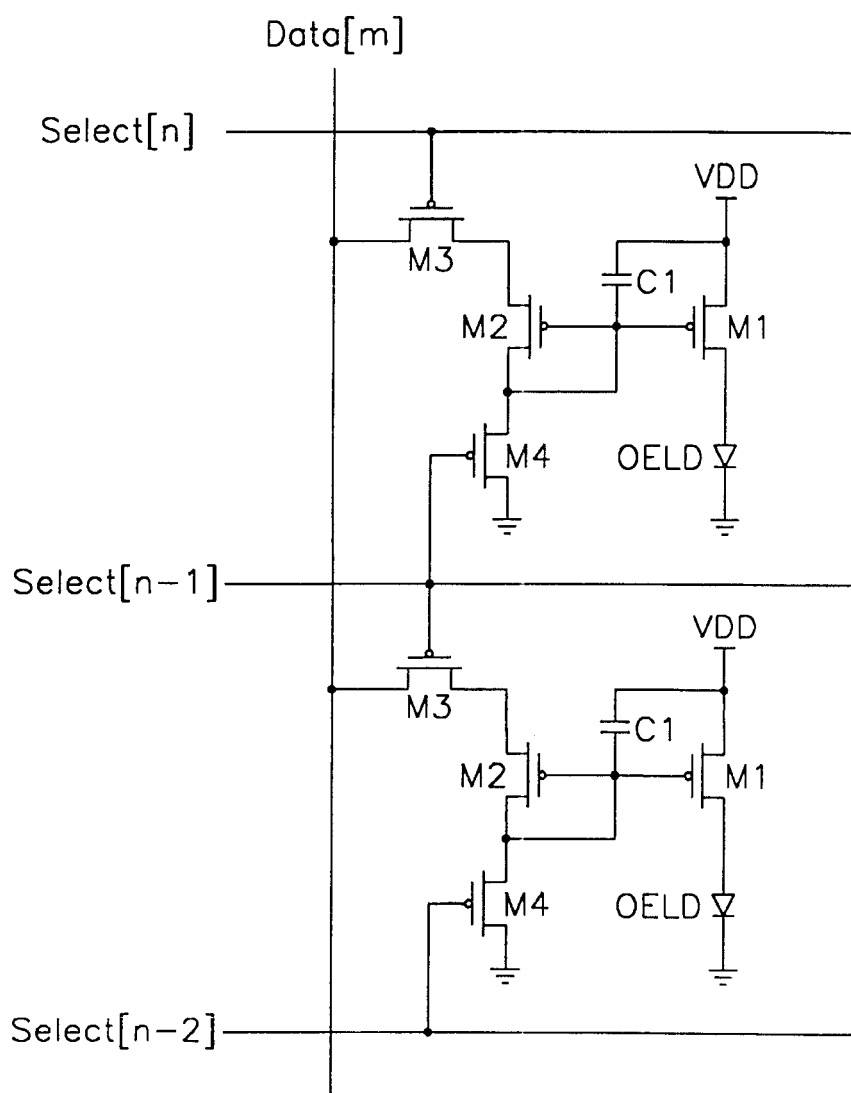 Data[m]
Select[n]
VDD
M3
C1
M2
M1
M4
OELD
Select[n-1]
VDD
M3
C1
M2
M1
M4
OELD
Select[n-2]